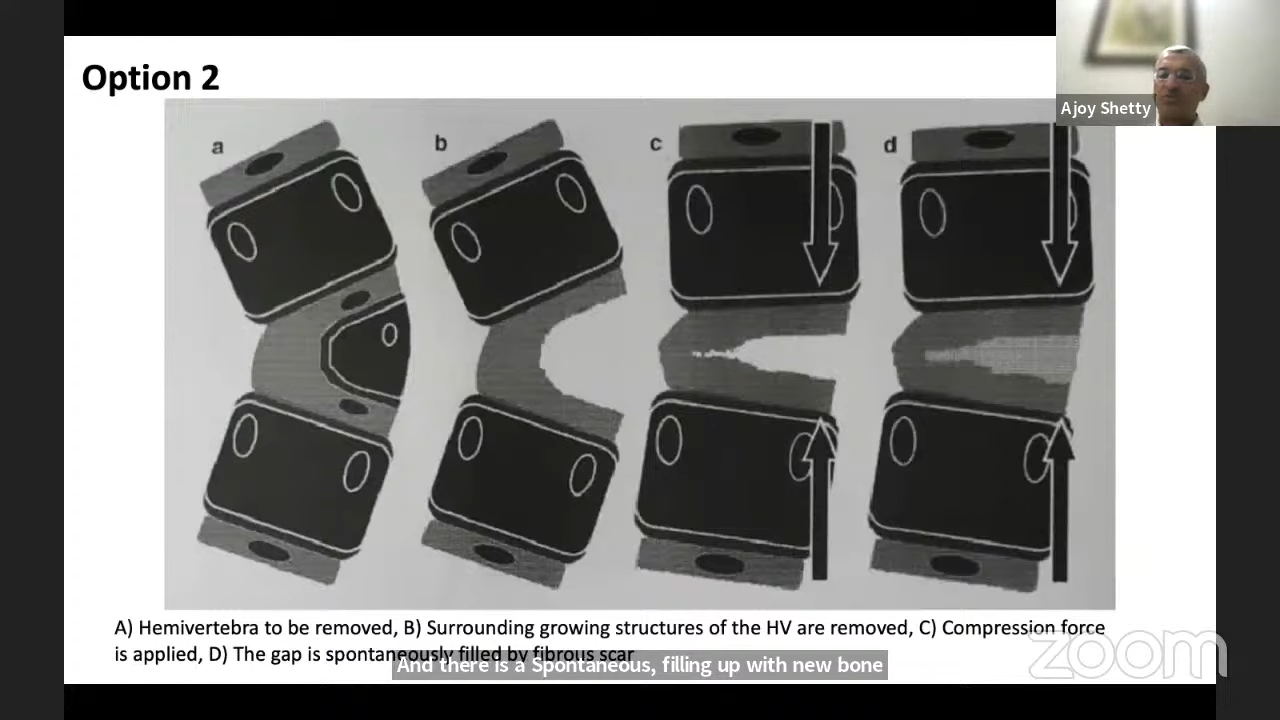 Option 2
Ajoy Shetty
a
b
c
d
A) Hemivertebra to be removed, B) Surrounding growing structures of the HV are removed, C) Compression force
is applied, D) The gap is spontaneously filled by fibrous scar
And there is a Spontaneous, filling up with new bone
zoom